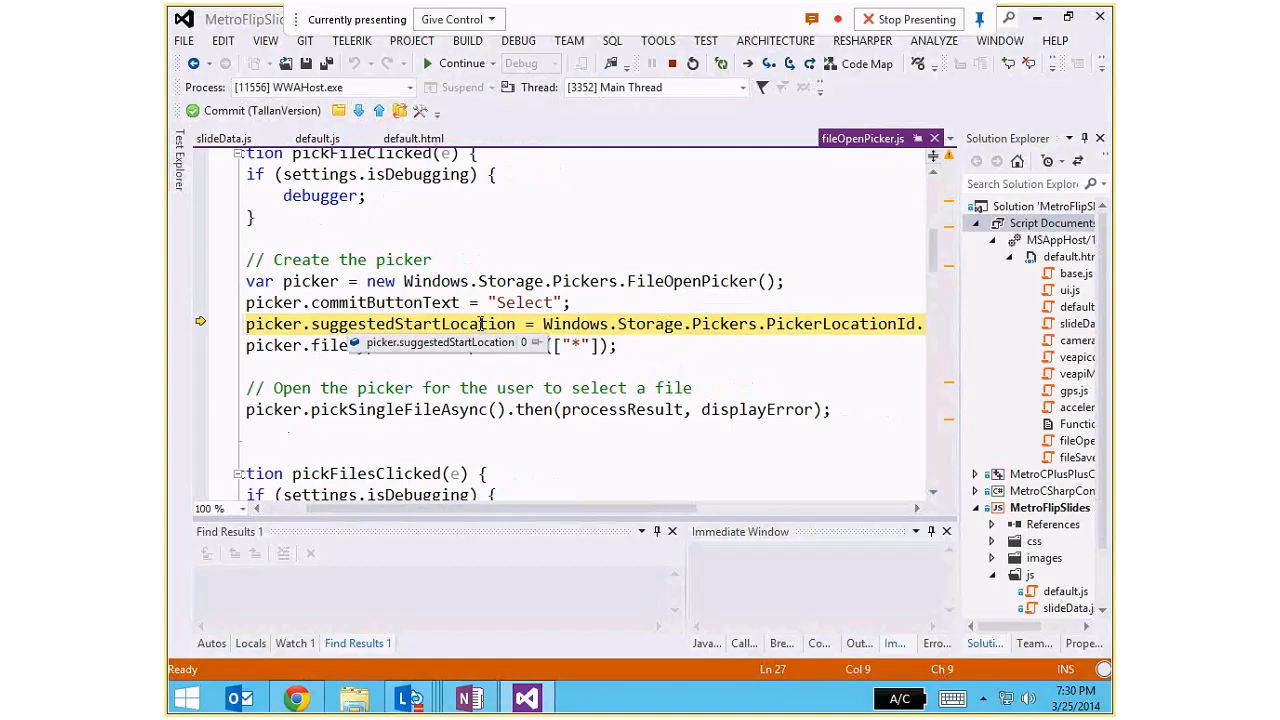 MetroFlipSlide
Currently presenting
Give Control
Stop Presenting
FILE EDIT VIEW GIT TELERIK PROJECT BUILD DEBUG TEAM SQL TOOLS TEST ARCHITECTURE RESHARPER ANALYZE WINDOW HELP
Continue Debug Code Map
Process: [11556] WWAHost.exe Suspend Thread: [3352] Main Thread
Commit (TallanVersion)
Test Explorer
slideData.js default.js default.html fileOpenPicker.js
ction pickFileClicked(e) {
if (settings.isDebugging) {
debugger;
}
// Create the picker
var picker = new Windows.Storage.Pickers.FileOpenPicker();
picker.commitButtonText = "Select";
picker.suggestedStartLocation = Windows.Storage.Pickers.PickerLocationId.
picker.suggestedStartLocation 0
picker.file (["*"]);
// Open the picker for the user to select a file
picker.pickSingleFileAsync().then(processResult, displayError);
ction pickFilesClicked(e) {
if (settings.isDebugging) {
100 %
Solution Explorer
Search Solution Explor
Solution 'MetroFlipSl
Script Document
MSAppHost/1
default.htr
base.js
ui.js
default
slideDa
camera.
veapico
veapiM
gps.js
acceler
Functio
fileOpe
fileSave
MetroCPlusPlusC
MetroCSharpCon
MetroFlipSlides
References
css
images
js
default.js
slideData.j
Find Results 1
Immediate Window
Autos Locals Watch 1 Find Results 1
Java... Call... Bre... Co... Out... Im... Erro...
Soluti... Team... Prope...
Ready Ln 27 Col 9 Ch 9 INS
A/C
7:30 PM
3/25/2014